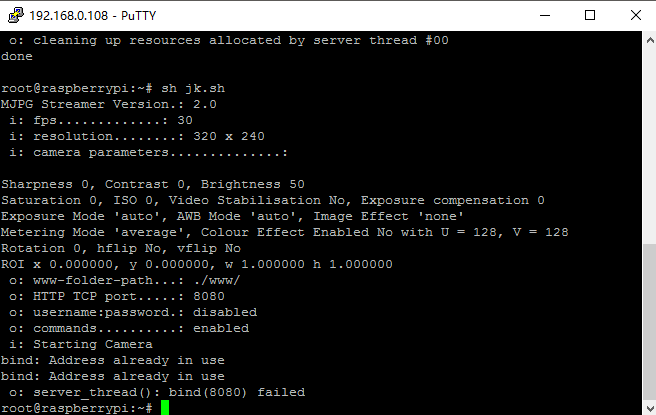 192.168.0.108 - PuTTY
o: cleaning up resources allocated by server thread #00
done
root@raspberrypi:~# sh jk.sh
MJPG Streamer Version.: 2.0
i: fps.............: 30
i: resolution........: 320 x 240
i: camera parameters..............:
Sharpness 0, Contrast 0, Brightness 50
Saturation 0, ISO 0, Video Stabilisation No, Exposure compensation 0
Exposure Mode 'auto', AWB Mode 'auto', Image Effect 'none'
Metering Mode 'average', Colour Effect Enabled No with U = 128, V = 128
Rotation 0, hflip No, vflip No
ROI x 0.000000, y 0.000000, w 1.000000 h 1.000000
o: www-folder-path...: ./www/
o: HTTP TCP port.....: 8080
o: username:password.: disabled
o: commands..........: enabled
i: Starting Camera
bind: Address already in use
bind: Address already in use
o: server_thread(): bind(8080) failed
root@raspberrypi:~#